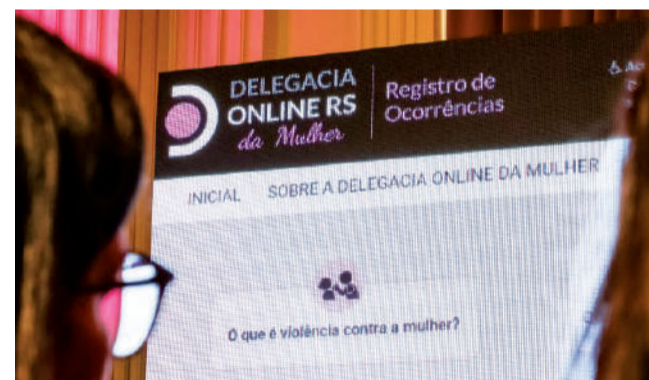 DELEGACIA
ONLINE RS
da Mulher
Registro de
Ocorrências
INICIAL SOBRE A DELEGACIA ONLINE DA MULHER
O que é violência contra a mulher?